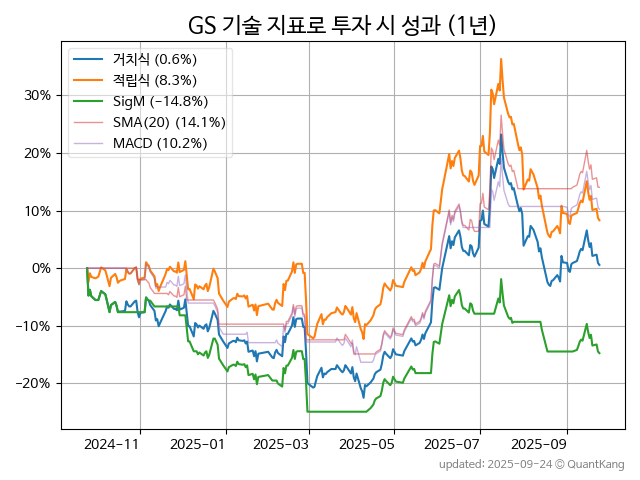 GS 기술 지표로 투자 시 성과 (1년)
거치식 (0.6%)
적립식 (8.3%)
SigM (−14.8%)
SMA(20) (14.1%)
MACD (10.2%)
30%
20%
10%
0%
−10%
−20%
2024-11 2025-01 2025-03 2025-05 2025-07 2025-09
updated: 2025-09-24 ⓒ QuantKang